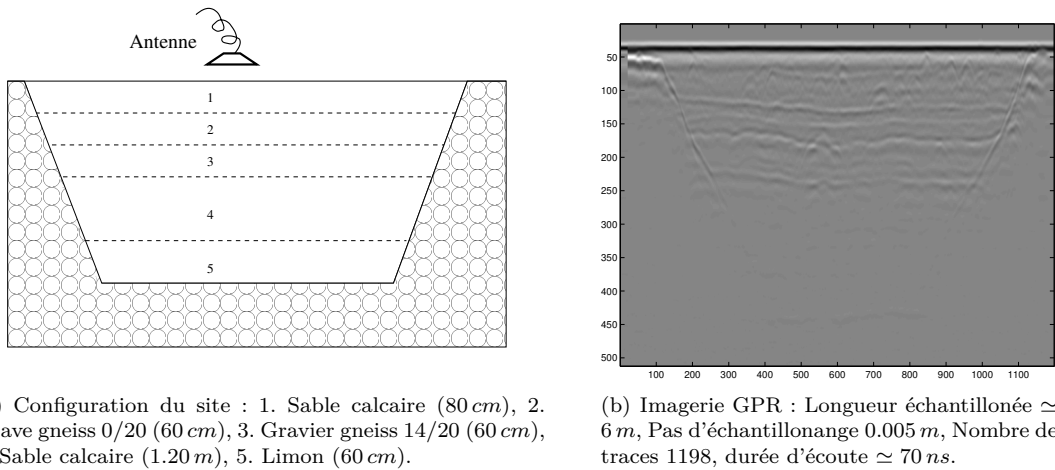 Antenne
1
2
3
4
5
50
100
150
200
250
300
350
400
450
500
100 200 300 400 500 600 700 800 900 1000 1100
Configuration du site : 1. Sable calcaire (80 cm), 2.
ave gneiss 0/20 (60 cm), 3. Gravier gneiss 14/20 (60 cm),
Sable calcaire (1.20 m), 5. Limon (60 cm).
(b) Imagerie GPR : Longueur échantillonée ≃
6 m, Pas d'échantillonange 0.005 m, Nombre de
traces 1198, durée d'écoute ≃ 70 ns.